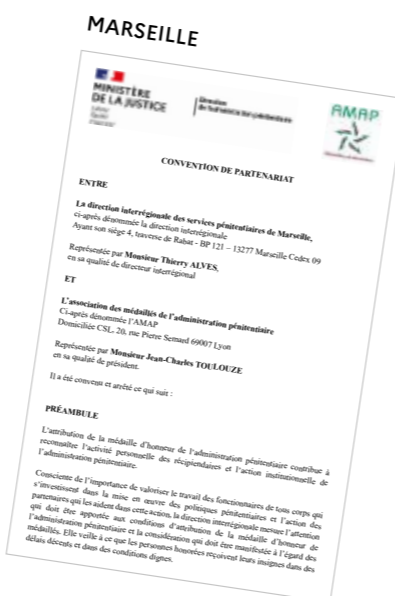 MARSEILLE
MINISTÈRE
DE LA JUSTICE
Liberté
Égalité
Fraternité
Direction
de l'administration pénitentiaire
AMAP
CONVENTION DE PARTENARIAT
ENTRE
La direction interrégionale des services pénitentiaires de Marseille,
ci-après dénommée la direction interrégionale
Ayant son siège 4, traverse de Rabat - BP 121 – 13277 Marseille Cedex 09
Représentée par Monsieur Thierry ALVES,
en sa qualité de directeur interrégional
ET
L'association des médaillés de l'administration pénitentiaire
Ci-après dénommée l'AMAP
Domiciliée CSL, 20, rue Pierre Semard 69007 Lyon
Représentée par Monsieur Jean-Charles TOULOUZE
en sa qualité de président.
Il a été convenu et arrêté ce qui suit :
PRÉAMBULE
L'attribution de la médaille d'honneur de l'administration pénitentiaire contribue à
reconnaître l'activité personnelle des récipiendaires et l'action institutionnelle de
l'administration pénitentiaire.
Consciente de l'importance de valoriser le travail des fonctionnaires de tous corps qui
s'investissent dans la mise en œuvre des politiques pénitentiaires et l'action des
partenaires qui les aident dans cette action, la direction interrégionale mesure l'attention
qui doit être apportée aux conditions d'attribution de la médaille d'honneur de
l'administration pénitentiaire et la considération qui doit être manifestée à l'égard des
médaillés. Elle veille à ce que les personnes honorées reçoivent leurs insignes dans des
délais décents et dans des conditions dignes.